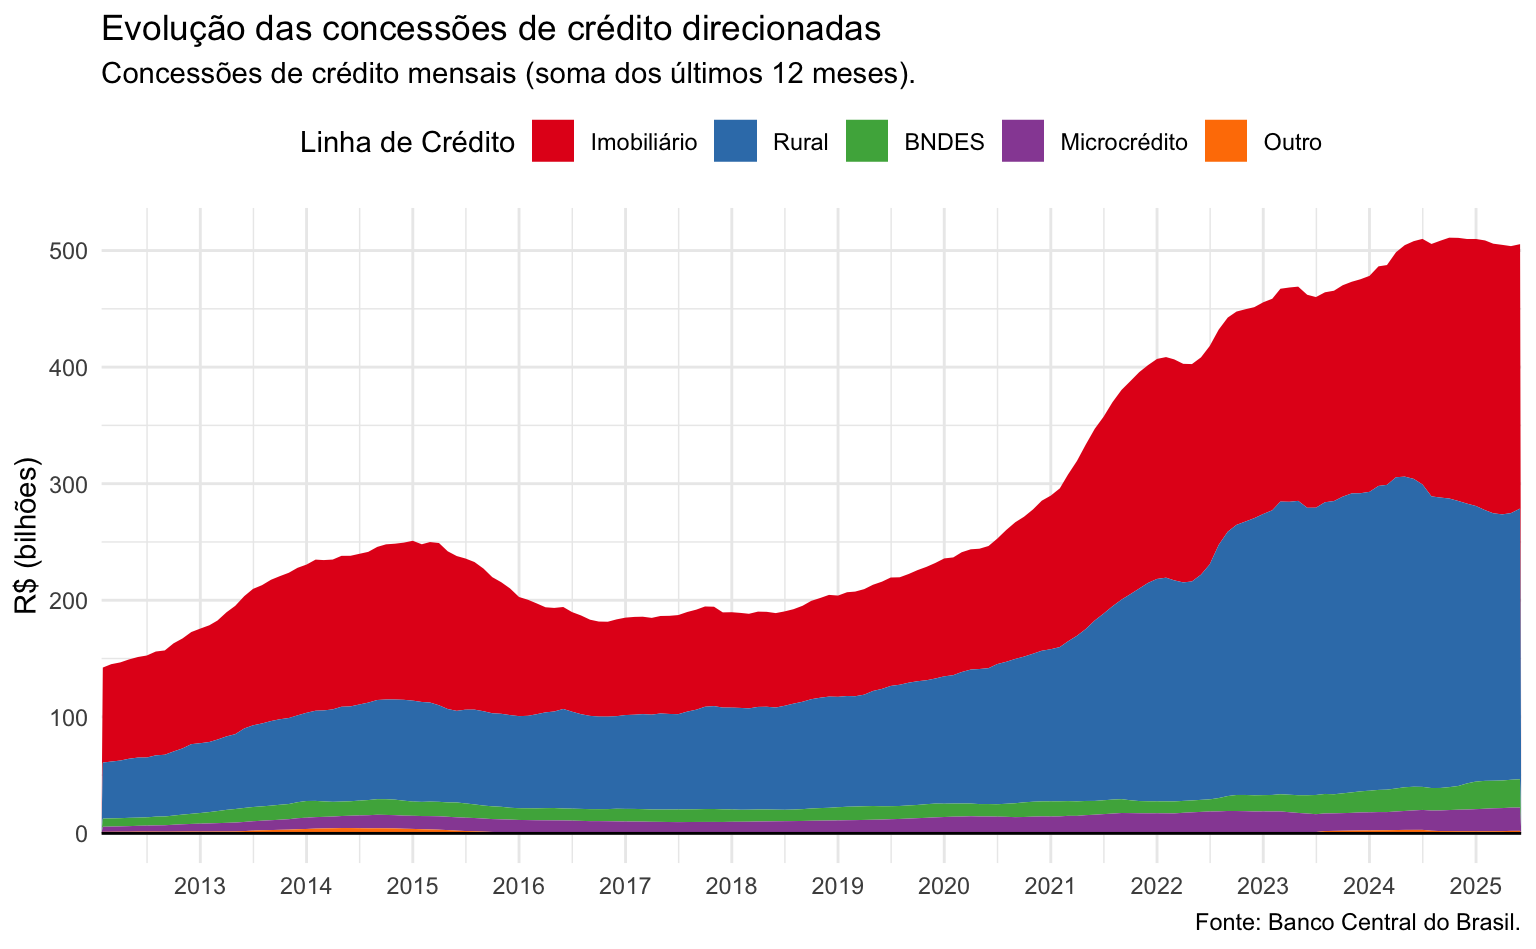 Evolução das concessões de crédito direcionadas
Concessões de crédito mensais (soma dos últimos 12 meses).
Linha de Crédito Imobiliário Rural BNDES Microcrédito Outro
R$ (bilhões)
500
400
300
200
100
0
2013 2014 2015 2016 2017 2018 2019 2020 2021 2022 2023 2024 2025
Fonte: Banco Central do Brasil.